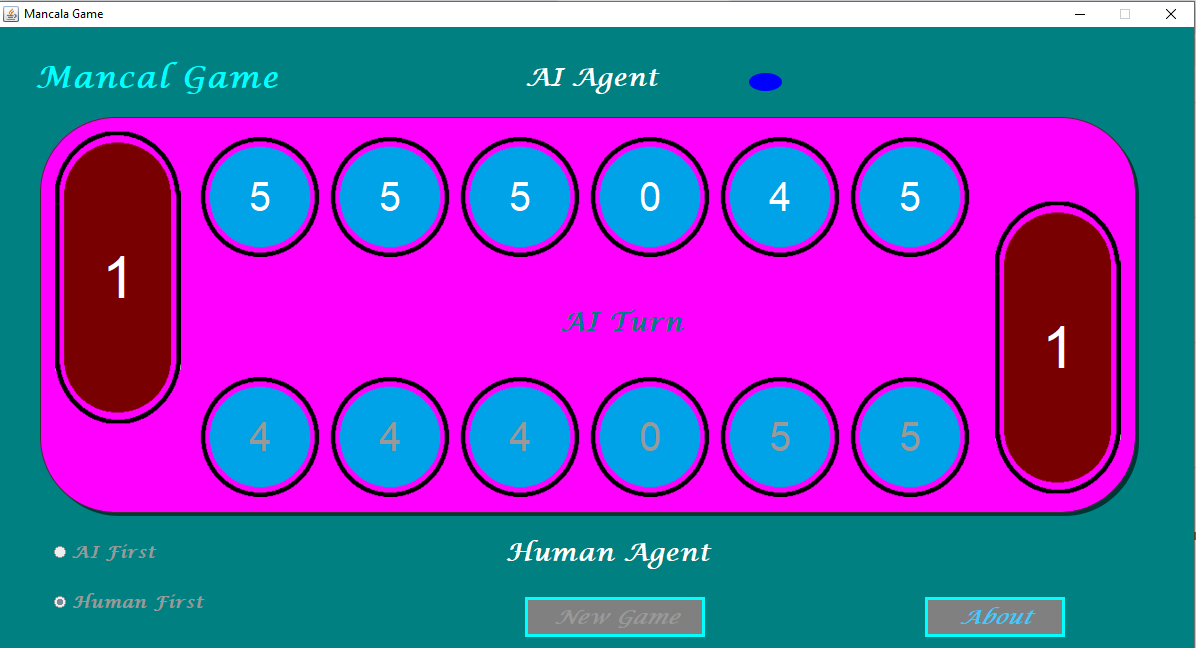 Mancala Game
Mancal Game
AI Agent
5 5 5 0 4 5
1
AI Turn
1
4 4 4 0 5 5
AI First
Human Agent
Human First
New Game
About